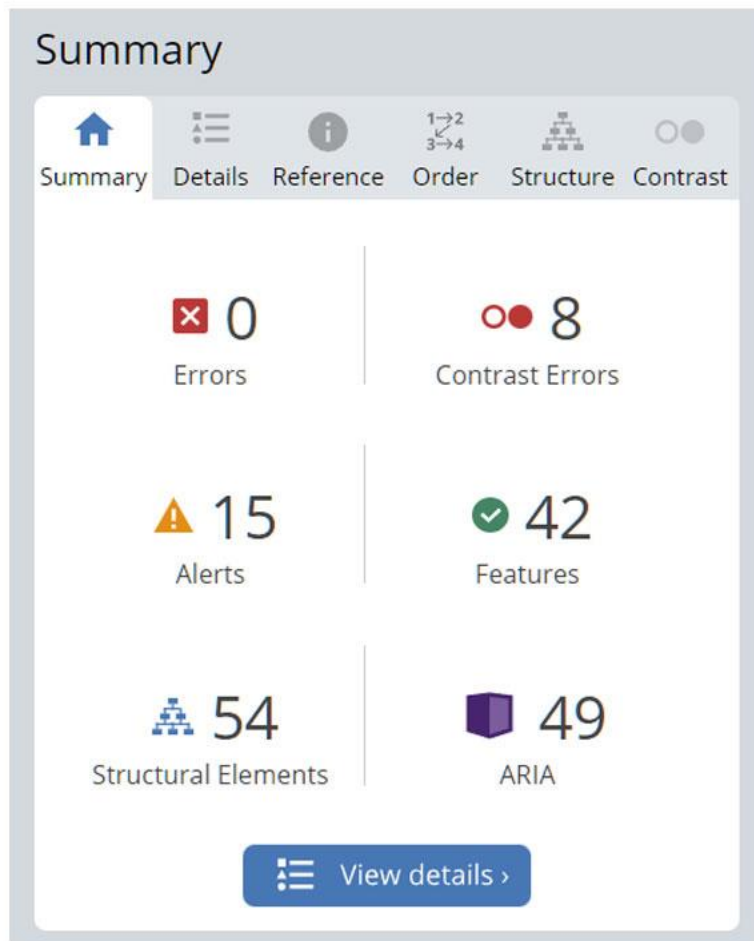 Summary
1→2
3→4
Summary Details Reference Order Structure Contrast
0 8
Errors Contrast Errors
15 42
Alerts Features
54 49
Structural Elements ARIA
View details ›